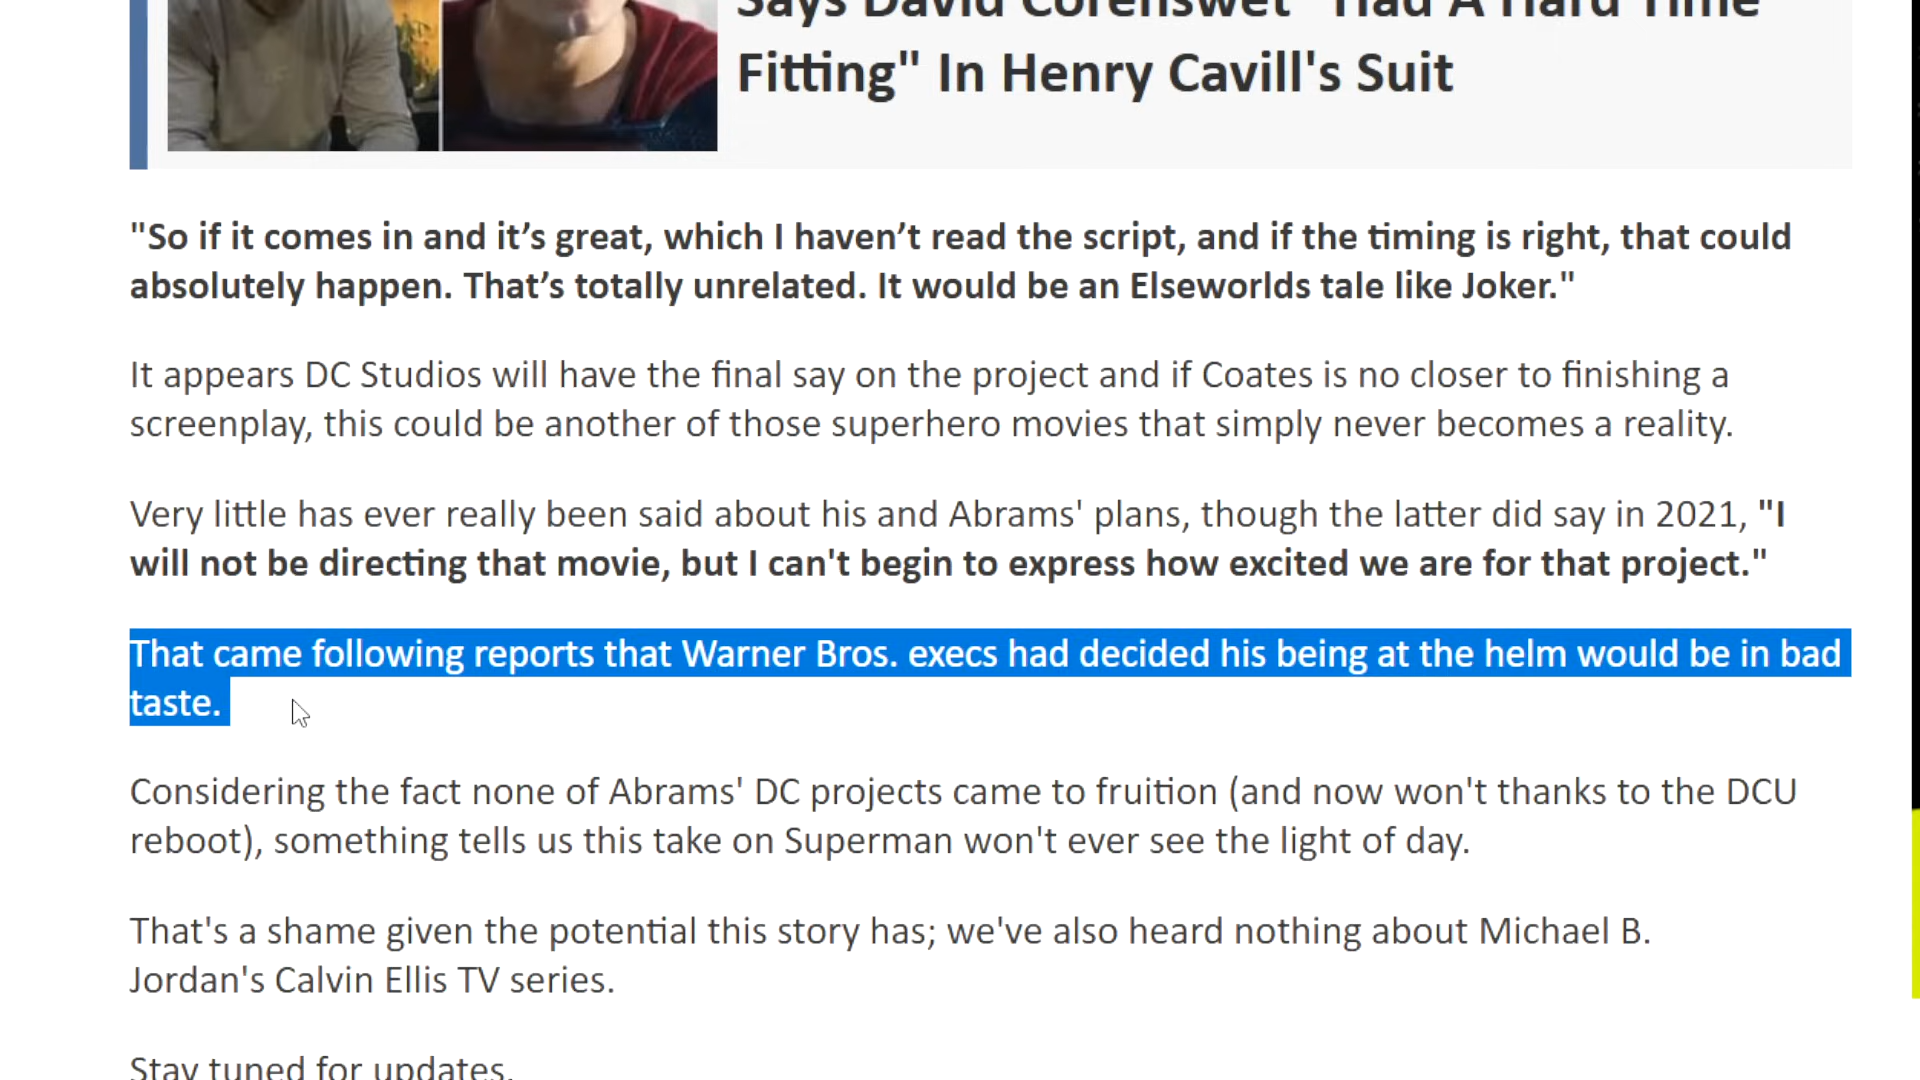 Says David Corenswet "Had A Hard Time
Fitting" In Henry Cavill's Suit
"So if it comes in and it’s great, which I haven’t read the script, and if the timing is right, that could
absolutely happen. That’s totally unrelated. It would be an Elseworlds tale like Joker."
It appears DC Studios will have the final say on the project and if Coates is no closer to finishing a
screenplay, this could be another of those superhero movies that simply never becomes a reality.
Very little has ever really been said about his and Abrams' plans, though the latter did say in 2021, "I
will not be directing that movie, but I can't begin to express how excited we are for that project."
That came following reports that Warner Bros. execs had decided his being at the helm would be in bad
taste.
Considering the fact none of Abrams' DC projects came to fruition (and now won't thanks to the DCU
reboot), something tells us this take on Superman won't ever see the light of day.
That's a shame given the potential this story has; we've also heard nothing about Michael B.
Jordan's Calvin Ellis TV series.
Stay tuned for updates.